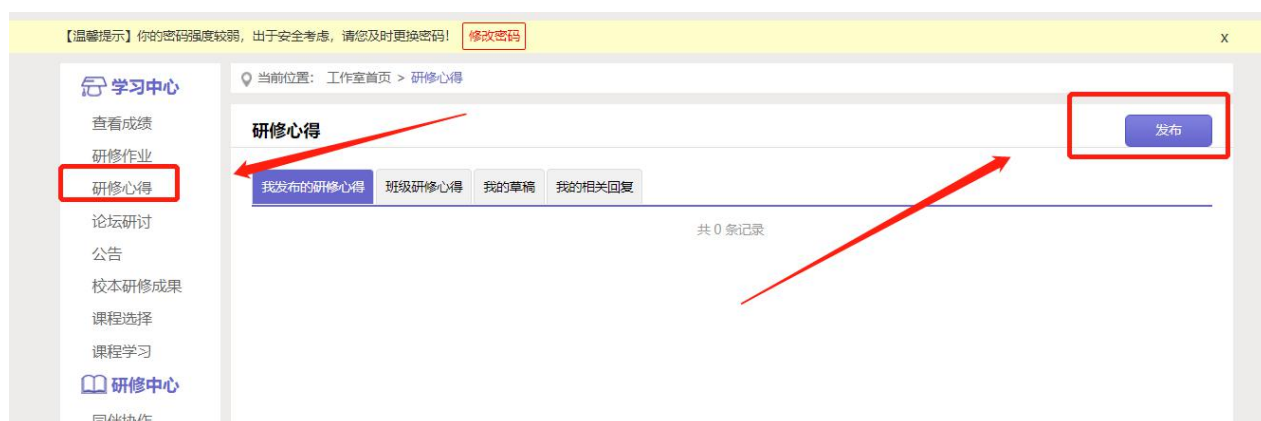 【温馨提示】你的密码强度较弱，出于安全考虑，请您及时更换密码！ 修改密码 x
学习中心
查看成绩
研修作业
研修心得
论坛研讨
公告
校本研修成果
课程选择
课程学习
研修中心
同伴协作
当前位置： 工作室首页 > 研修心得
研修心得 发布
我发布的研修心得 班级研修心得 我的草稿 我的相关回复
共 0 条记录